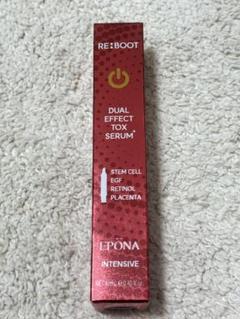 RE:BOOT
DUAL
EFFECT
TOX
SERUM
STEM CELL
EGF
RETINOL
PLACENTA
EPONA
INTENSIVE